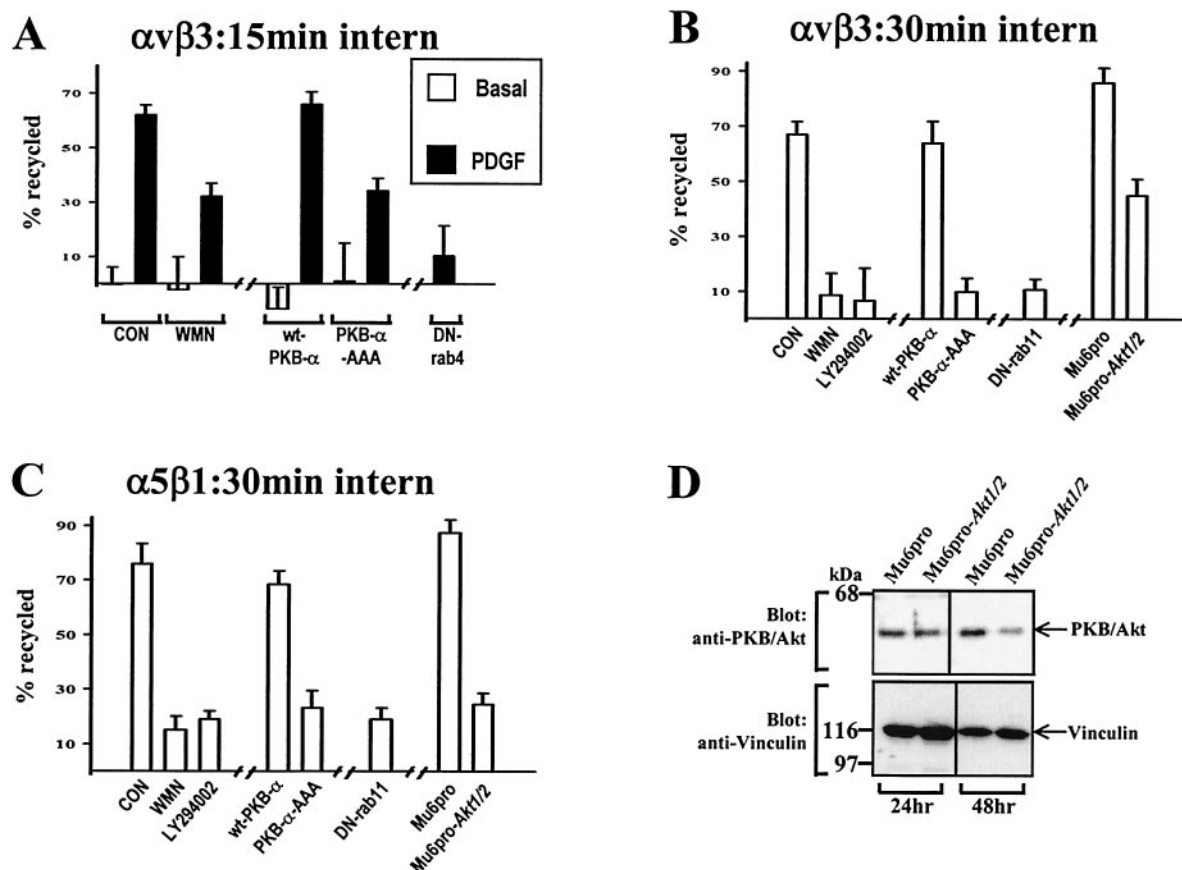 A
αvβ3:15min intern
% recycled
70
50
30
10
Basal
PDGF
CON
WMN
wt-
PKB-α
PKB-α
-AAA
DN-
rab4
B
αvβ3:30min intern
% recycled
90
70
50
30
10
CON
WMN
LY294002
wt-PKB-α
PKB-α-AAA
DN-rab11
Mu6pro
Mu6pro-Akt1/2
C
α5β1:30min intern
% recycled
90
70
50
30
10
CON
WMN
LY294002
wt-PKB-α
PKB-α-AAA
DN-rab11
Mu6pro
Mu6pro-Akt1/2
D
Mu6pro
Mu6pro-Akt1/2
Mu6pro
Mu6pro-Akt1/2
kDa
68
Blot:
anti-PKB/Akt
PKB/Akt
Blot:
anti-Vinculin
116
97
Vinculin
24hr
48hr